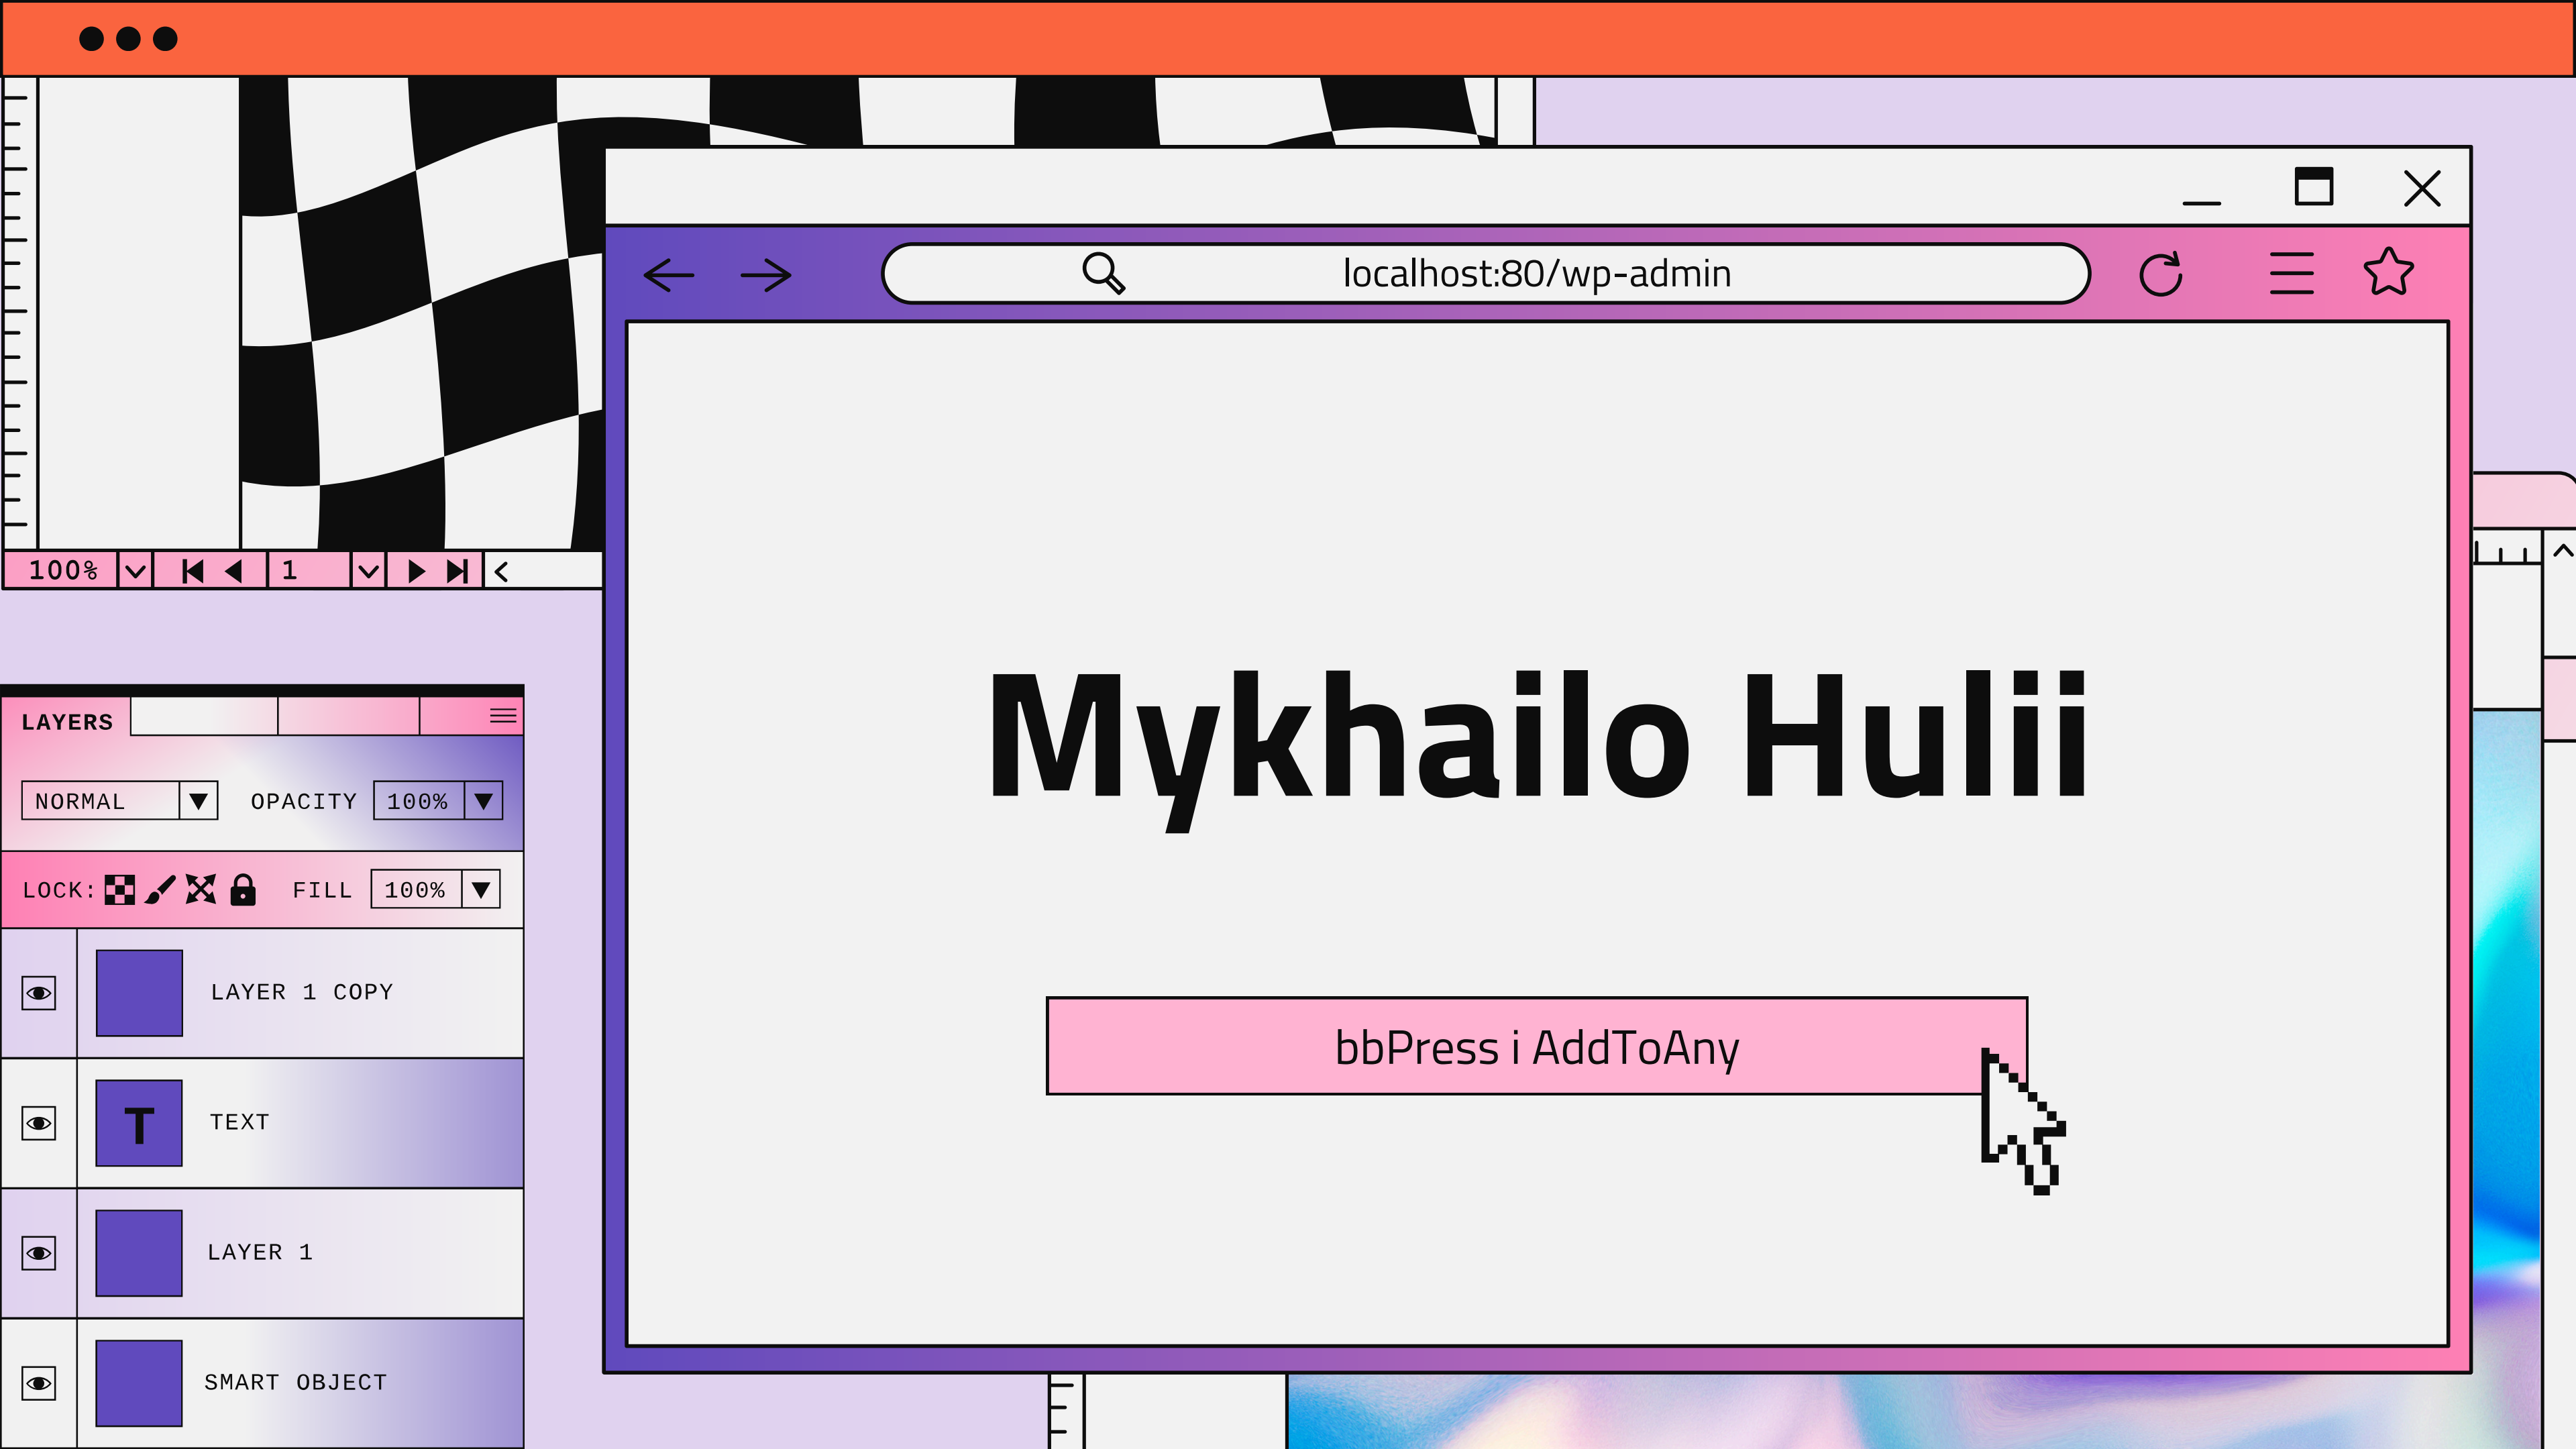 localhost:80/wp-admin
Mykhailo Hulii
bbPress i AddToAny
100%
1
LAYERS
NORMAL
OPACITY
100%
LOCK:
FILL
100%
LAYER 1 COPY
T
TEXT
LAYER 1
SMART OBJECT